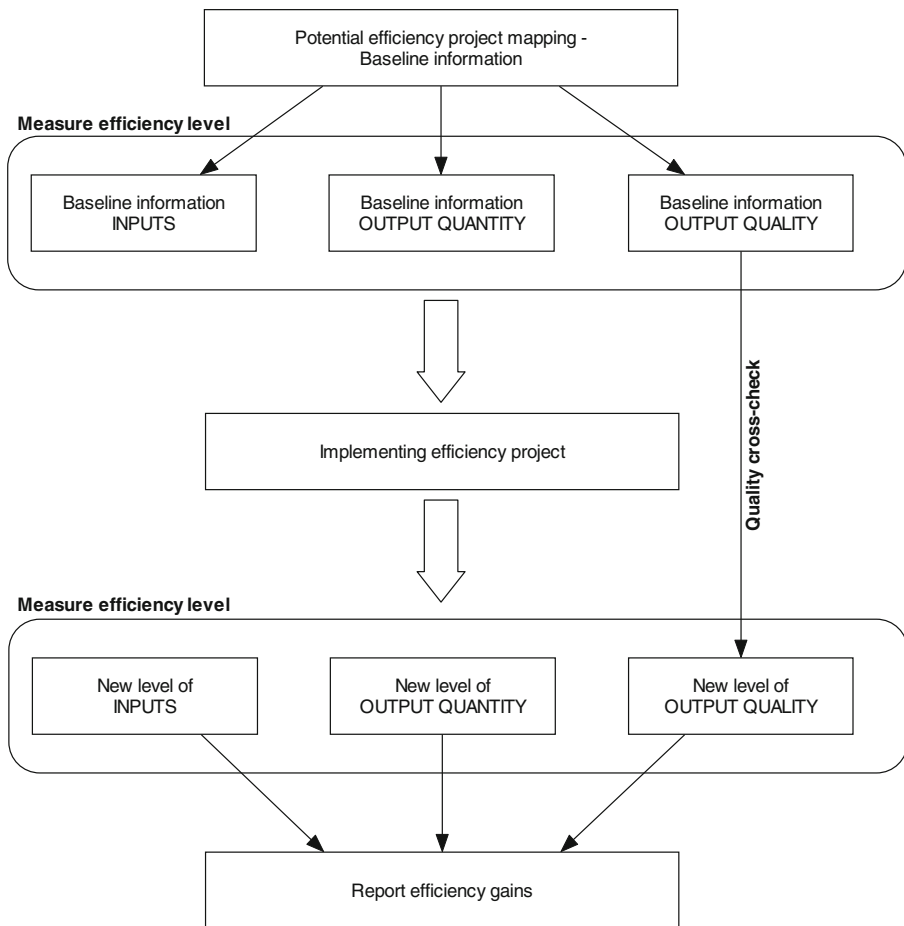 Potential efficiency project mapping -
Baseline information
Measure efficiency level
Baseline information
INPUTS
Baseline information
OUTPUT QUANTITY
Baseline information
OUTPUT QUALITY
Quality cross-check
Implementing efficiency project
Measure efficiency level
New level of
INPUTS
New level of
OUTPUT QUANTITY
New level of
OUTPUT QUALITY
Report efficiency gains